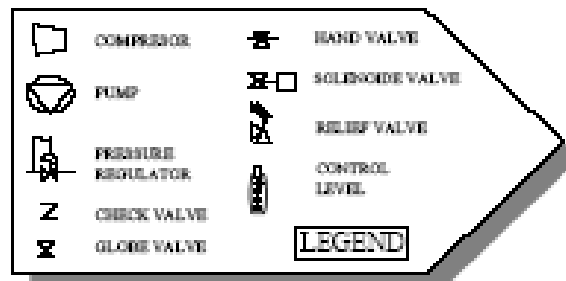 COMPRESOR
PUMP
PRESSURE
REGULATOR
CHECK VALVE
GLOBE VALVE
HAND VALVE
SOLENOIDE VALVE
RELIEF VALVE
CONTROL
LEVEL
LEGEND